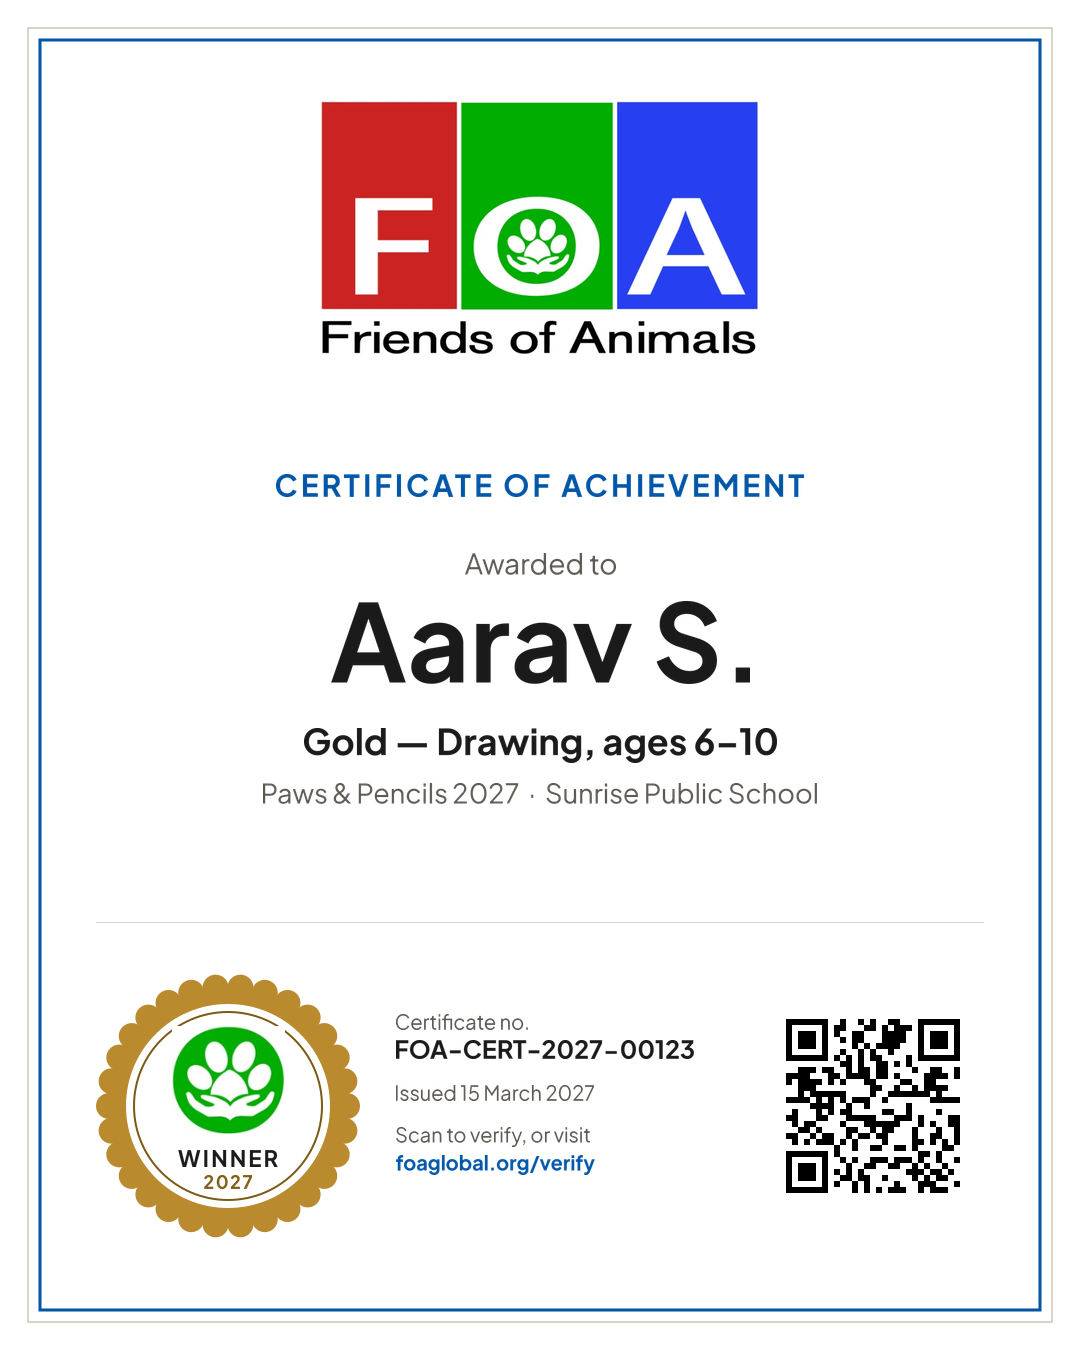 FOA
Friends of Animals
CERTIFICATE OF ACHIEVEMENT
Awarded to
Aarav S.
Gold — Drawing, ages 6–10
Paws & Pencils 2027 · Sunrise Public School
WINNER
2027
Certificate no.
FOA-CERT-2027-00123
Issued 15 March 2027
Scan to verify, or visit
foaglobal.org/verify